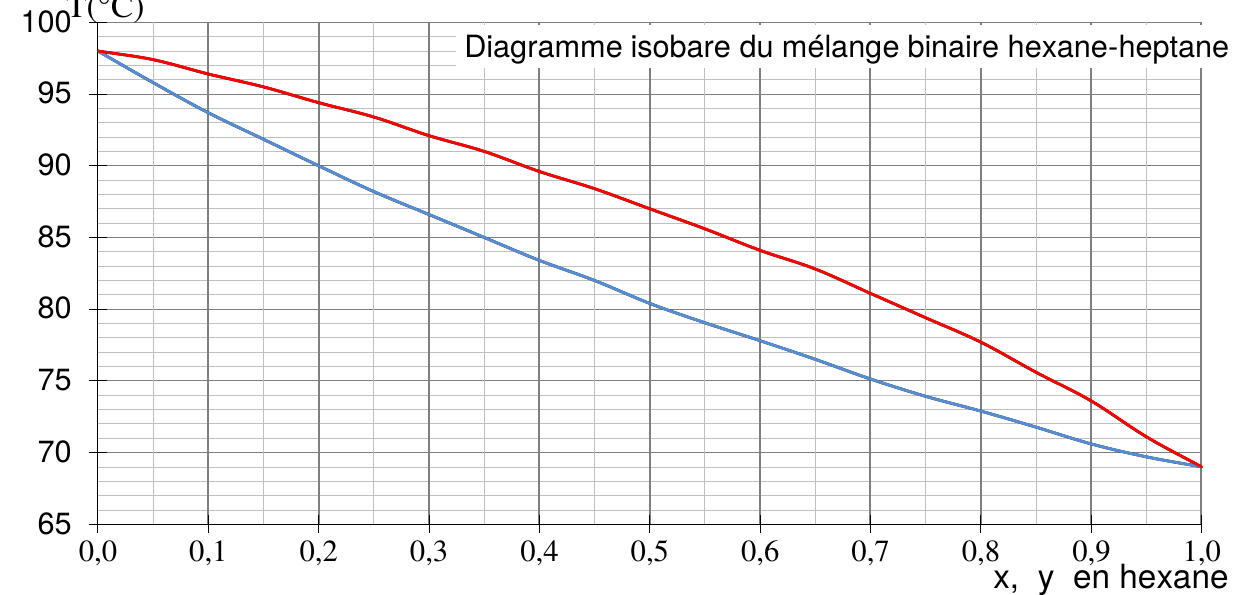 T(°C)
100
Diagramme isobare du mélange binaire hexane-heptane
95
90
85
80
75
70
65
0,0 0,1 0,2 0,3 0,4 0,5 0,6 0,7 0,8 0,9 1,0
x, y en hexane